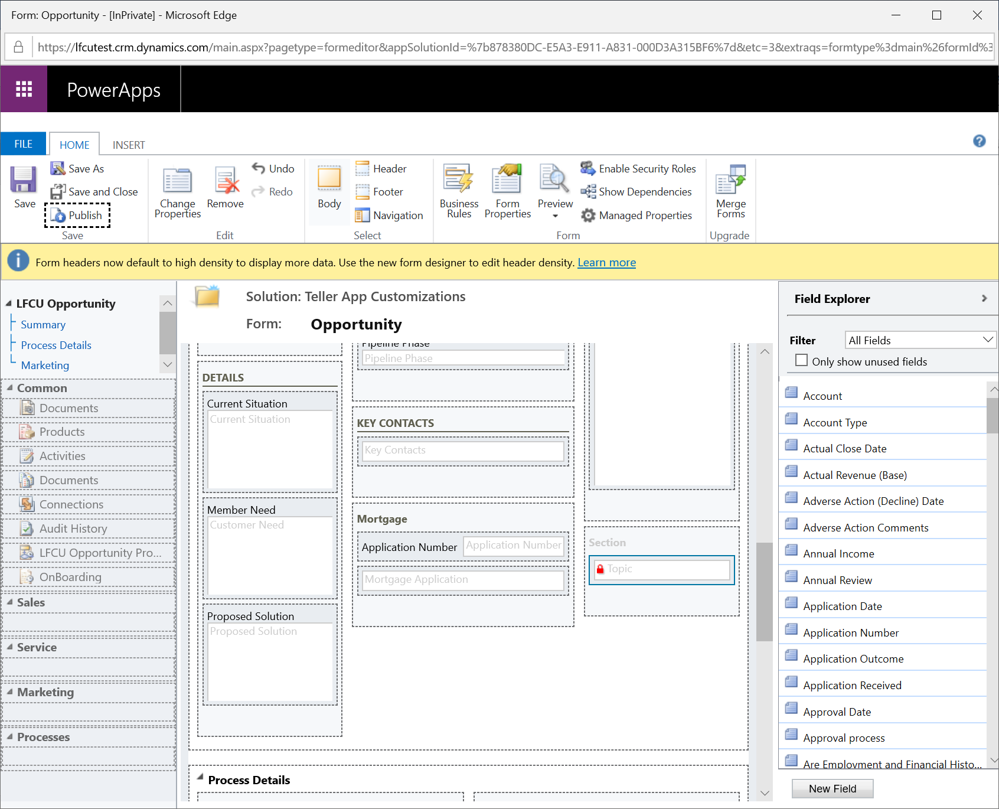 Form: Opportunity - [InPrivate] - Microsoft Edge
https://lfcutest.crm.dynamics.com/main.aspx?pagetype=formeditor&appSolutionId=%7b878380DC-E5A3-E911-A831-000D3A315BF6%7d&etc=3&extraqs=formtype%3dmain%26formId%3
PowerApps
FILE
HOME
INSERT
Save
Save As
Save and Close
Publish
Save
Change Properties
Remove
Undo
Redo
Edit
Body
Header
Footer
Navigation
Select
Business Rules
Form Properties
Preview
Enable Security Roles
Show Dependencies
Managed Properties
Form
Merge Forms
Upgrade
Form headers now default to high density to display more data. Use the new form designer to edit header density. Learn more
LFCU Opportunity
Summary
Process Details
Marketing
Common
Documents
Products
Activities
Documents
Connections
Audit History
LFCU Opportunity Pro...
OnBoarding
Sales
Service
Marketing
Processes
Solution: Teller App Customizations
Form: Opportunity
DETAILS
Current Situation
Current Situation
Member Need
Customer Need
Proposed Solution
Proposed Solution
Pipeline Phase
Pipeline Phase
KEY CONTACTS
Key Contacts
Mortgage
Application Number
Application Number
Mortgage Application
Section
Topic
Process Details
Field Explorer
Filter
All Fields
Only show unused fields
Account
Account Type
Actual Close Date
Actual Revenue (Base)
Adverse Action (Decline) Date
Adverse Action Comments
Annual Income
Annual Review
Application Date
Application Number
Application Outcome
Application Received
Approval Date
Approval process
Are Employment and Financial Histo...
New Field